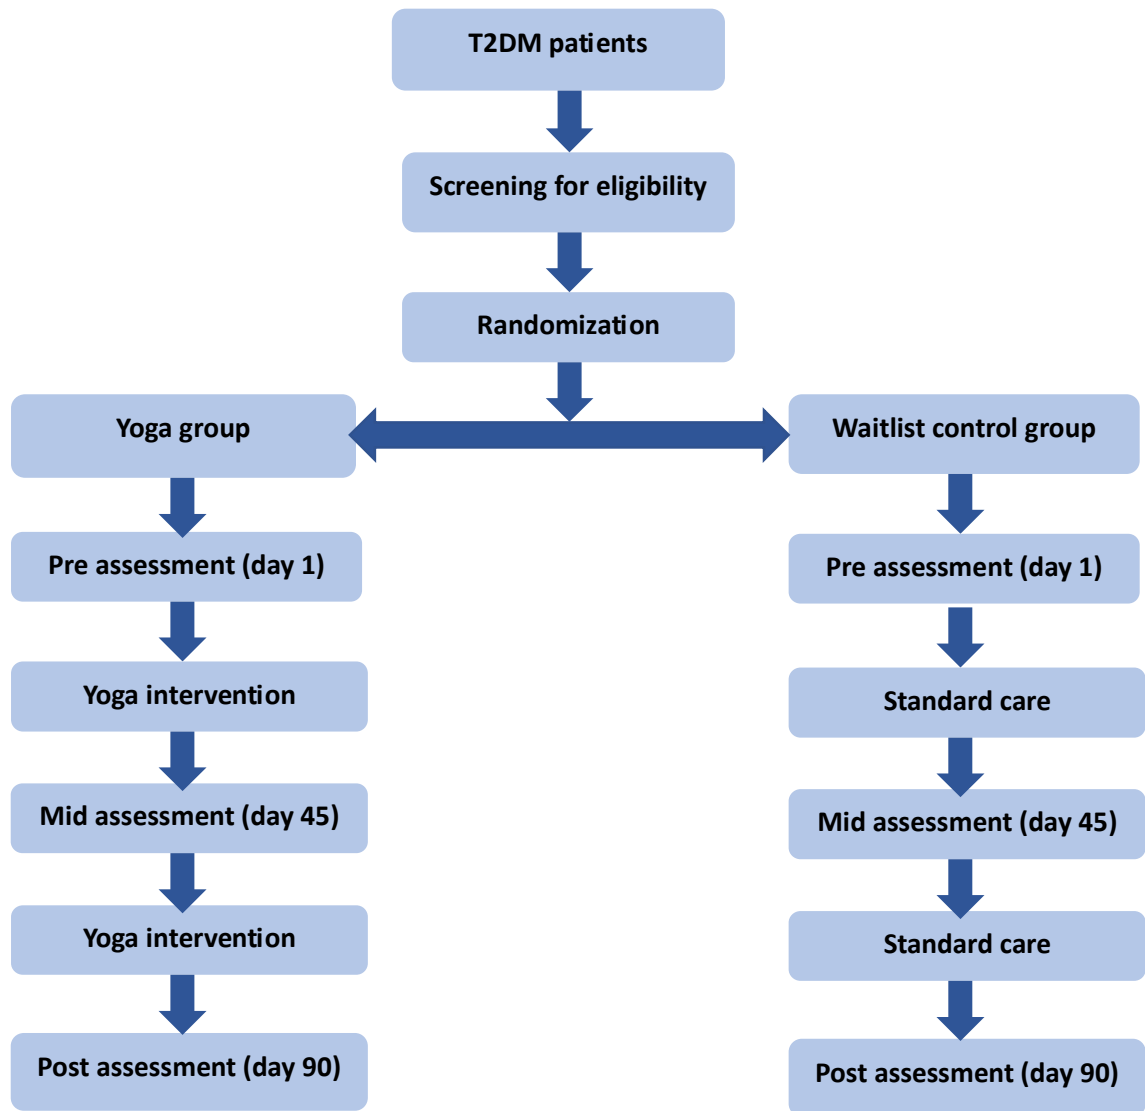 T2DM patients
Screening for eligibility
Randomization
Yoga group
Waitlist control group
Pre assessment (day 1)
Pre assessment (day 1)
Yoga intervention
Standard care
Mid assessment (day 45)
Mid assessment (day 45)
Yoga intervention
Standard care
Post assessment (day 90)
Post assessment (day 90)